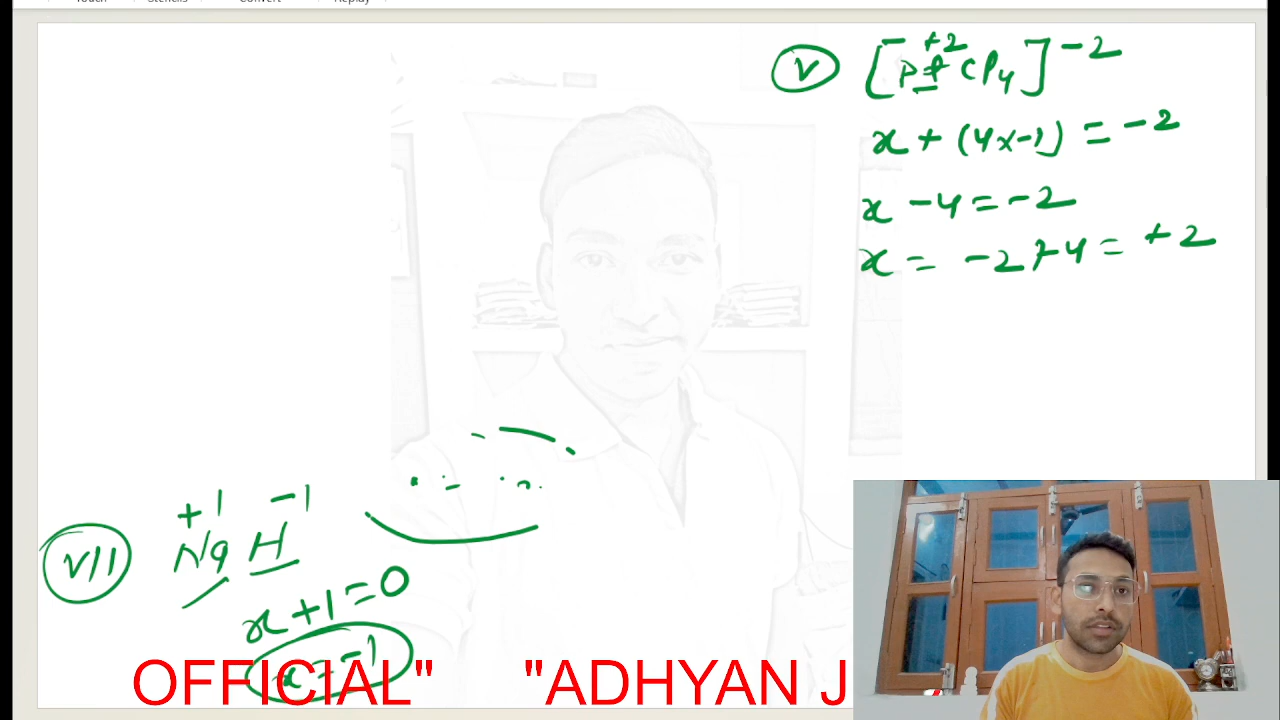 V [PtCl₄]⁻²
+2
x + (4x-1) = -2
x - 4 = -2
x = -2+4 = +2
+1 -1
VII NaH
x+1=0
x=-1
OFFICIAL" "ADHYAN J